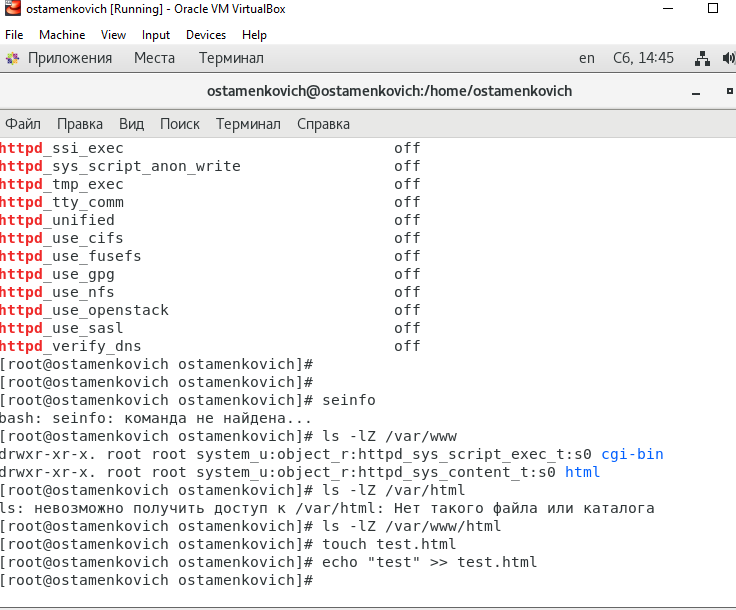 ostamenkovich [Running] - Oracle VM VirtualBox
File Machine View Input Devices Help
Приложения Места Терминал en Сб, 14:45
ostamenkovich@ostamenkovich:/home/ostamenkovich
Файл Правка Вид Поиск Терминал Справка
httpd_ssi_exec off
httpd_sys_script_anon_write off
httpd_tmp_exec off
httpd_tty_comm off
httpd_unified off
httpd_use_cifs off
httpd_use_fusefs off
httpd_use_gpg off
httpd_use_nfs off
httpd_use_openstack off
httpd_use_sasl off
httpd_verify_dns off
[root@ostamenkovich ostamenkovich]#
[root@ostamenkovich ostamenkovich]#
[root@ostamenkovich ostamenkovich]# seinfo
bash: seinfo: команда не найдена...
[root@ostamenkovich ostamenkovich]# ls -lZ /var/www
drwxr-xr-x. root root system_u:object_r:httpd_sys_script_exec_t:s0 cgi-bin
drwxr-xr-x. root root system_u:object_r:httpd_sys_content_t:s0 html
[root@ostamenkovich ostamenkovich]# ls -lZ /var/html
ls: невозможно получить доступ к /var/html: Нет такого файла или каталога
[root@ostamenkovich ostamenkovich]# ls -lZ /var/www/html
[root@ostamenkovich ostamenkovich]# touch test.html
[root@ostamenkovich ostamenkovich]# echo "test" >> test.html
[root@ostamenkovich ostamenkovich]#